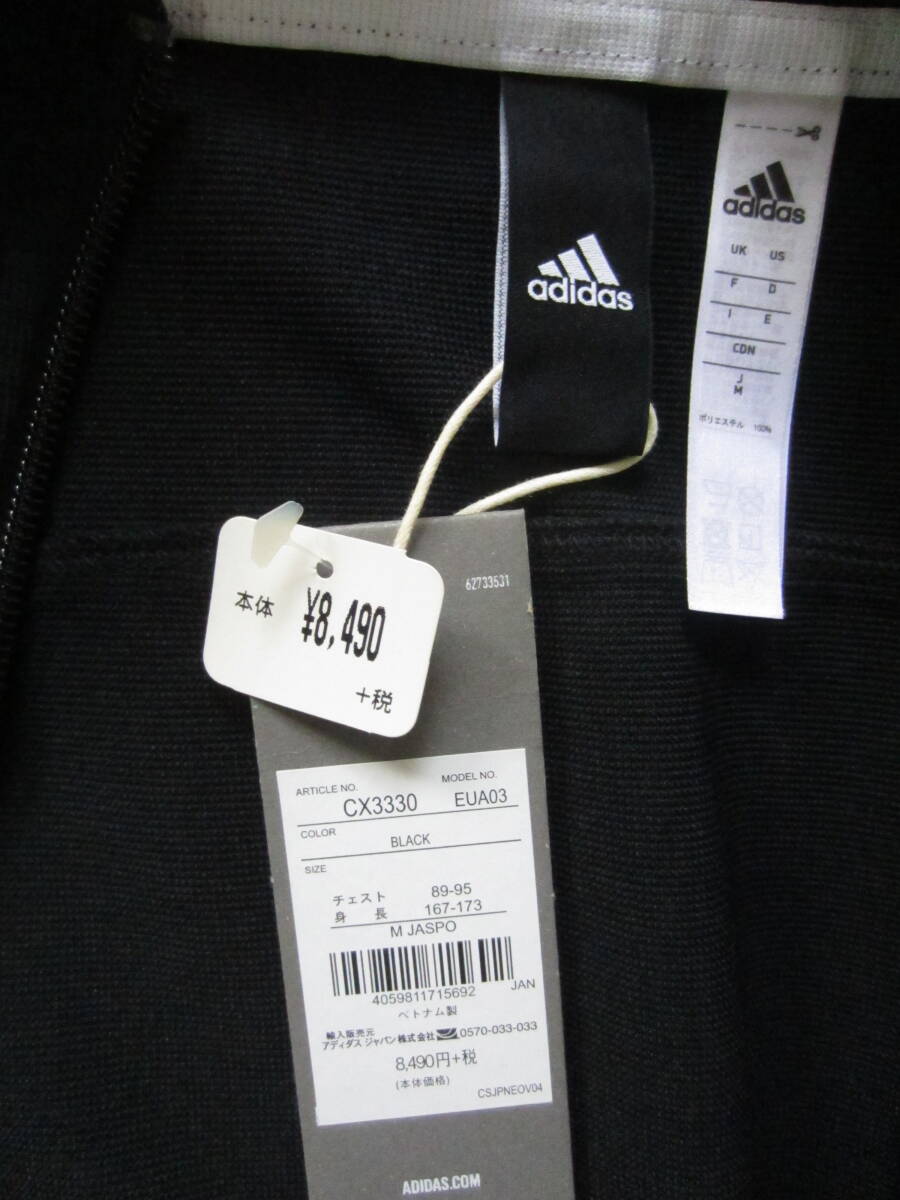 adidas
adidas
UK US
F D
I E
CDN
J
M
ポリエステル 100%
62733531
本体 ¥8,490
+税
ARTICLE NO. MODEL NO.
CX3330 EUA03
COLOR
BLACK
SIZE
チェスト 89-95
身長 167-173
M JASPO
4059811715692 JAN
ベトナム製
輸入販売元
アディダス ジャパン株式会社 0570-033-033
8,490円+税
(本体価格)
CSJPNEOV04
ADIDAS.COM